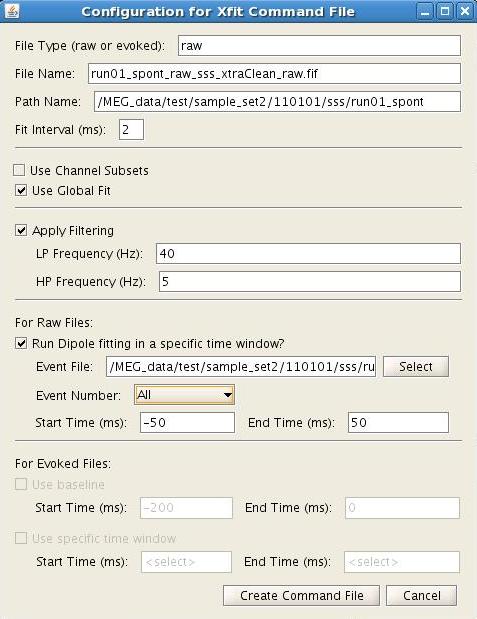 Configuration for Xfit Command File
File Type (raw or evoked): raw
File Name: run01_spont_raw_sss_xtraClean_raw.fif
Path Name: /MEG_data/test/sample_set2/110101/sss/run01_spont
Fit Interval (ms): 2
Use Channel Subsets
Use Global Fit
Apply Filtering
LP Frequency (Hz): 40
HP Frequency (Hz): 5
For Raw Files:
Run Dipole fitting in a specific time window?
Event File: /MEG_data/test/sample_set2/110101/sss/ru Select
Event Number: All
Start Time (ms): -50 End Time (ms): 50
For Evoked Files:
Use baseline
Start Time (ms): -200 End Time (ms): 0
Use specific time window
Start Time (ms): <select> End Time (ms): <select>
Create Command File Cancel